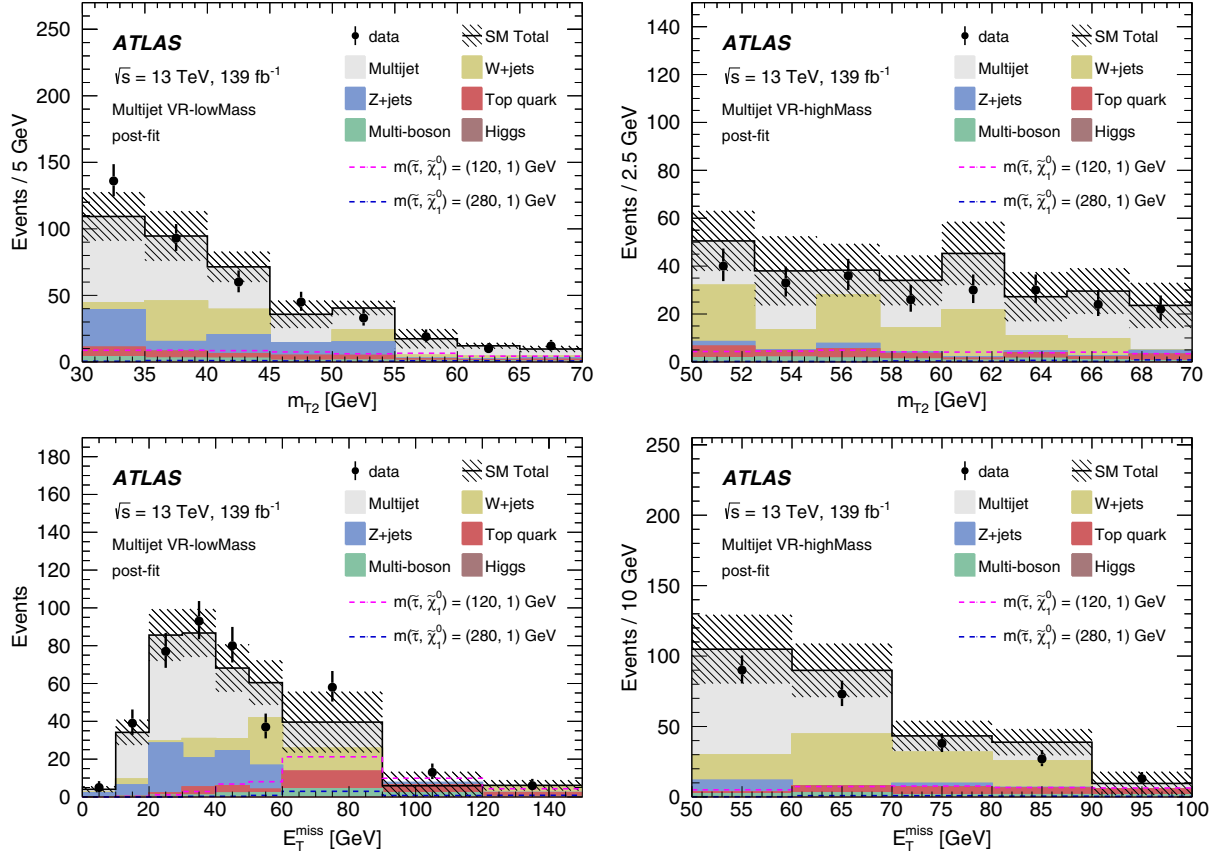 Events / 5 GeV
250
200
150
100
50
0
ATLAS
√s = 13 TeV, 139 fb⁻¹
Multijet VR-lowMass
post-fit
data
SM Total
Multijet
W+jets
Z+jets
Top quark
Multi-boson
Higgs
m(τ̃, χ̃₁⁰) = (120, 1) GeV
m(τ̃, χ̃₁⁰) = (280, 1) GeV
30 35 40 45 50 55 60 65 70
m_T2 [GeV]
Events / 2.5 GeV
140
120
100
80
60
40
20
0
ATLAS
√s = 13 TeV, 139 fb⁻¹
Multijet VR-highMass
post-fit
data
SM Total
Multijet
W+jets
Z+jets
Top quark
Multi-boson
Higgs
m(τ̃, χ̃₁⁰) = (120, 1) GeV
m(τ̃, χ̃₁⁰) = (280, 1) GeV
50 52 54 56 58 60 62 64 66 68 70
m_T2 [GeV]
Events
180
160
140
120
100
80
60
40
20
0
ATLAS
√s = 13 TeV, 139 fb⁻¹
Multijet VR-lowMass
post-fit
data
SM Total
Multijet
W+jets
Z+jets
Top quark
Multi-boson
Higgs
m(τ̃, χ̃₁⁰) = (120, 1) GeV
m(τ̃, χ̃₁⁰) = (280, 1) GeV
0 20 40 60 80 100 120 140
E_T^miss [GeV]
Events / 10 GeV
250
200
150
100
50
0
ATLAS
√s = 13 TeV, 139 fb⁻¹
Multijet VR-highMass
post-fit
data
SM Total
Multijet
W+jets
Z+jets
Top quark
Multi-boson
Higgs
m(τ̃, χ̃₁⁰) = (120, 1) GeV
m(τ̃, χ̃₁⁰) = (280, 1) GeV
50 55 60 65 70 75 80 85 90 95 100
E_T^miss [GeV]